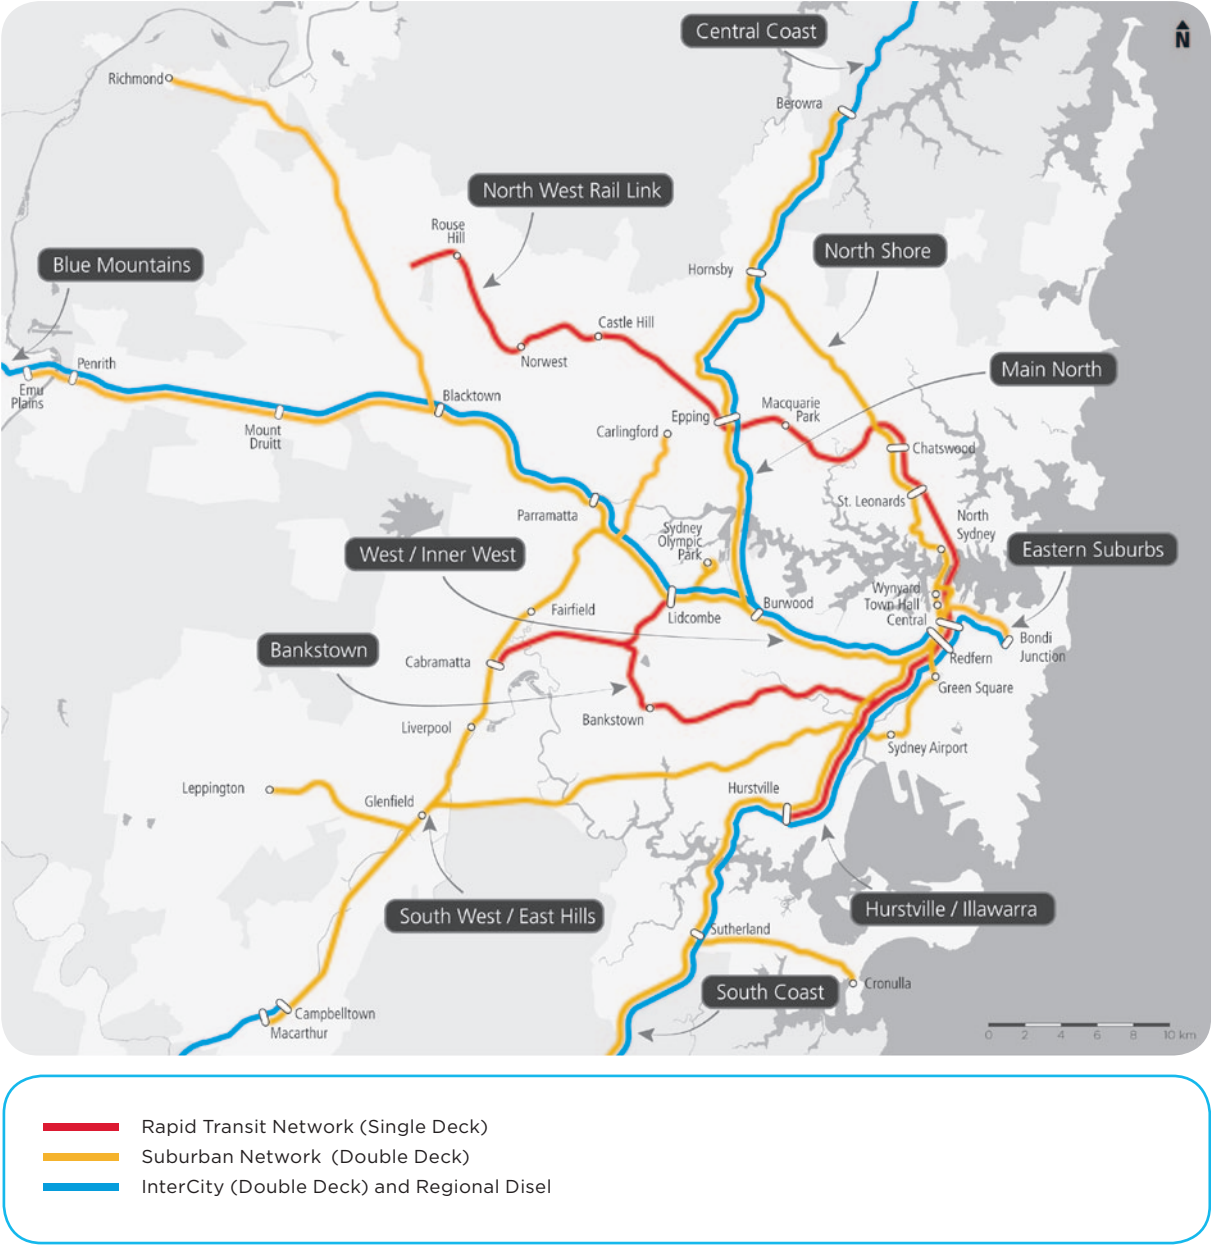 Central Coast
N
Richmond
Berowra
North West Rail Link
Rouse
Hill
North Shore
Blue Mountains
Hornsby
Castle Hill
Norwest
Penrith
Emu
Plains
Main North
Blacktown
Macquarie
Park
Epping
Carlingford
Mount
Druitt
Chatswood
St. Leonards
Parramatta
North
Sydney
Sydney
Olympic
Park
West / Inner West
Eastern Suburbs
Wynyard
Town Hall
Central
Fairfield
Lidcombe
Burwood
Bondi
Junction
Bankstown
Cabramatta
Redfern
Green Square
Bankstown
Liverpool
Sydney Airport
Leppington
Glenfield
Hurstville
South West / East Hills
Hurstville / Illawarra
Sutherland
South Coast
Cronulla
Campbelltown
Macarthur
0 2 4 6 8 10 km
Rapid Transit Network (Single Deck)
Suburban Network (Double Deck)
InterCity (Double Deck) and Regional Disel